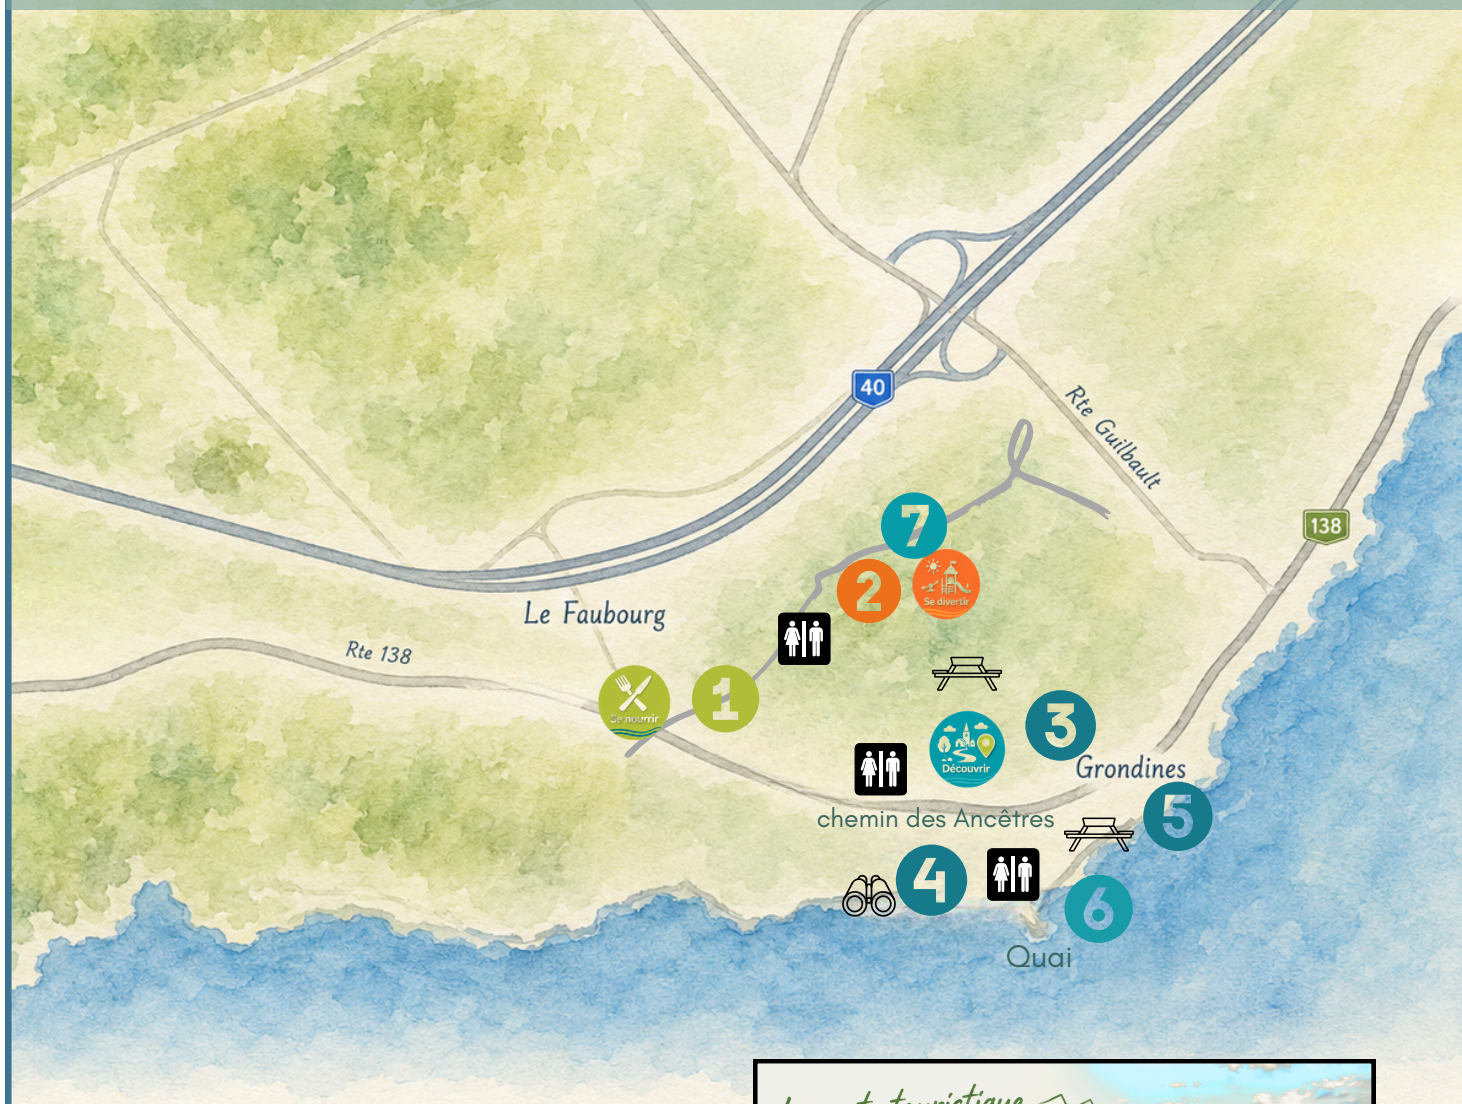 40
Rte Guilbault
138
7
2
Se divertir
Le Faubourg
Rte 138
Se nourrir
1
3
Découvrir
Grondines
chemin des Ancêtres
5
4
6
Quai
touristique